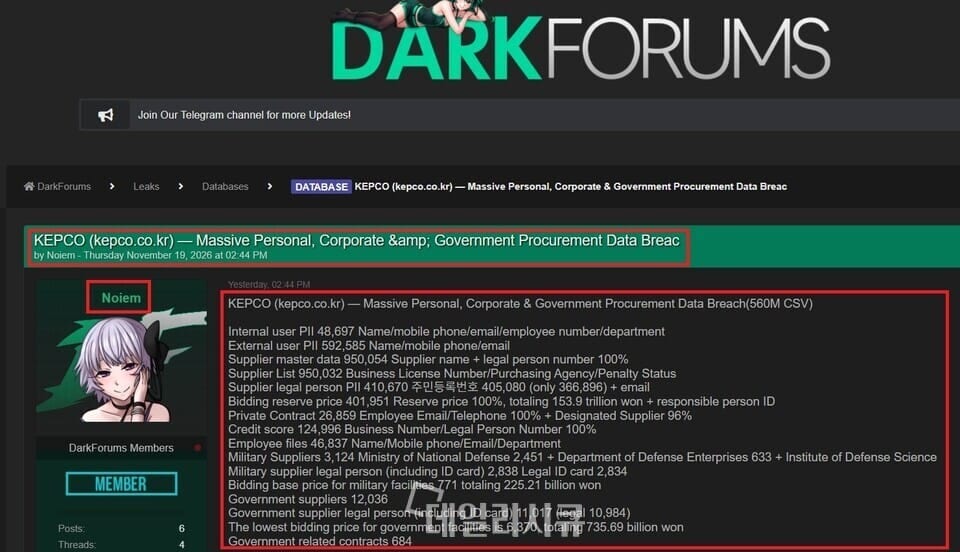 DARKFORUMS
Join Our Telegram channel for more Updates!
DarkForums > Leaks > Databases > DATABASE KEPCO (kepco.co.kr) — Massive Personal, Corporate & Government Procurement Data Breac
KEPCO (kepco.co.kr) — Massive Personal, Corporate &amp; Government Procurement Data Breac
by Noiem - Thursday November 19, 2026 at 02:44 PM
Noiem
DarkForums Members
MEMBER
Posts: 6
Threads: 4
Yesterday, 02:44 PM
KEPCO (kepco.co.kr) — Massive Personal, Corporate & Government Procurement Data Breach(560M CSV)
Internal user PII 48,697 Name/mobile phone/email/employee number/department
External user PII 592,585 Name/mobile phone/email
Supplier master data 950,054 Supplier name + legal person number 100%
Supplier List 950,032 Business License Number/Purchasing Agency/Penalty Status
Supplier legal person PII 410,670 주민등록번호 405,080 (only 366,896) + email
Bidding reserve price 401,951 Reserve price 100%, totaling 153.9 trillion won + responsible person ID
Private Contract 26,859 Employee Email/Telephone 100% + Designated Supplier 96%
Credit score 124,996 Business Number/Legal Person Number 100%
Employee files 46,837 Name/Mobile phone/Email/Department
Military Suppliers 3,124 Ministry of National Defense 2,451 + Department of Defense Enterprises 633 + Institute of Defense Science
Military supplier legal person (including ID card) 2,838 Legal ID card 2,834
Bidding base price for military facilities 771 totaling 225.21 billion won
Government suppliers 12,036
Government supplier legal person (including ID card) 11,017 (legal 10,984)
The lowest bidding price for government facilities is 6,370, totaling 735.69 billion won
Government related contracts 684
데일리시큐